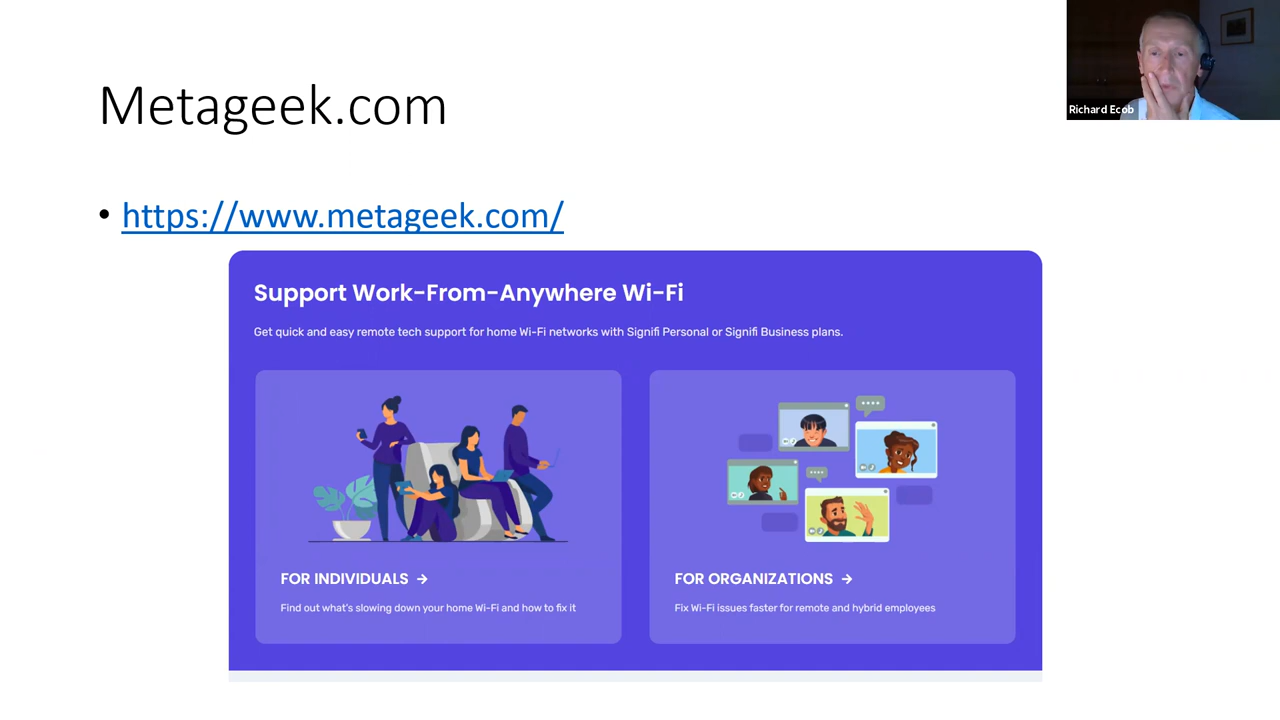 Metageek.com
Richard Ecob
• https://www.metageek.com/
Support Work-From-Anywhere Wi-Fi
Get quick and easy remote tech support for home Wi-Fi networks with Signifi Personal or Signifi Business plans.
FOR INDIVIDUALS →
Find out what's slowing down your home Wi-Fi and how to fix it
FOR ORGANIZATIONS →
Fix Wi-Fi issues faster for remote and hybrid employees